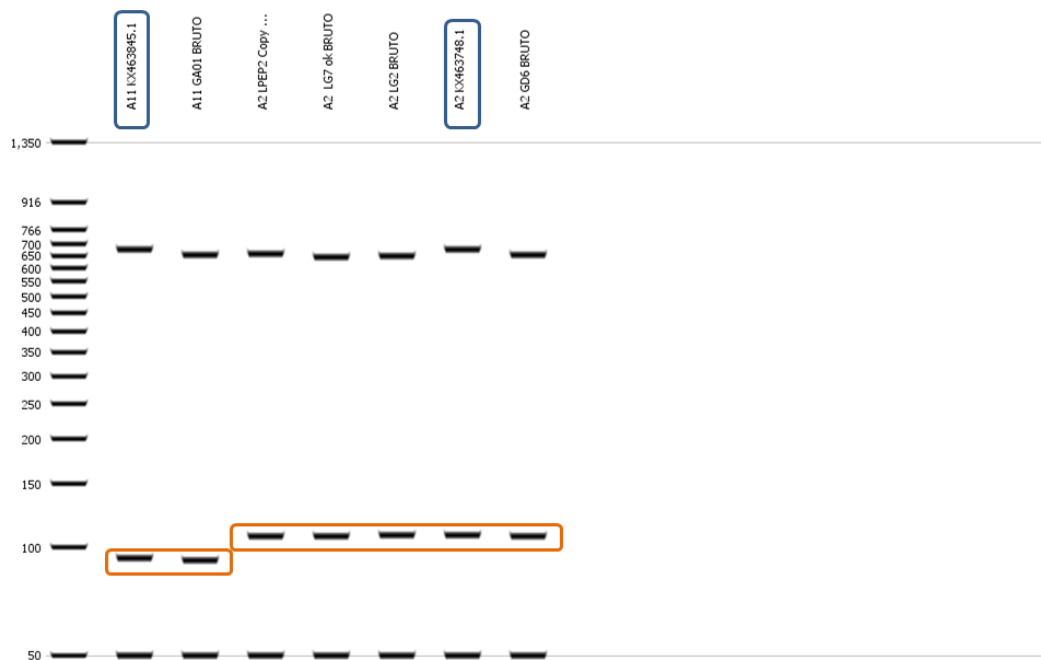 A11 KX463845.1
A11 GA01 BRUTO
A2 LPEP2 Copy ...
A2 LG7 ok BRUTO
A2 LG2 BRUTO
A2 KX463748.1
A2 GD6 BRUTO
1,350
916
766
700
650
600
550
500
450
400
350
300
250
200
150
100
50